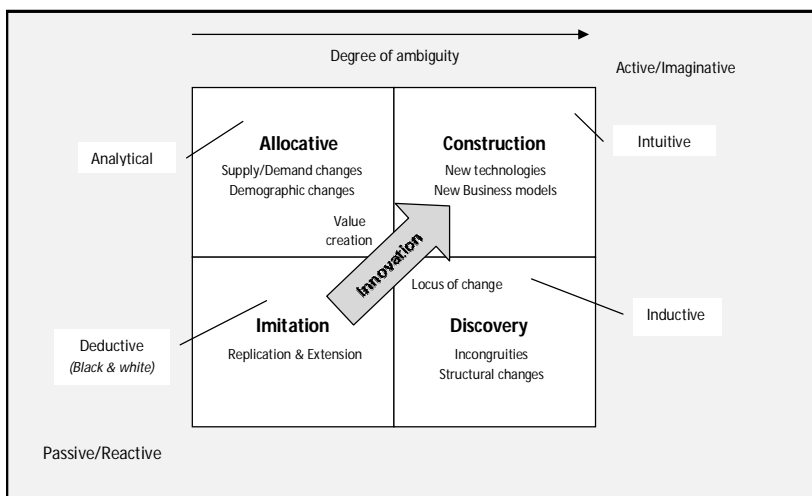 Degree of ambiguity
Active/Imaginative
Analytical
Allocative
Supply/Demand changes
Demographic changes
Construction
New technologies
New Business models
Intuitive
Value
creation
Innovation
Locus of change
Deductive
(Black & white)
Imitation
Replication & Extension
Discovery
Incongruities
Structural changes
Inductive
Passive/Reactive